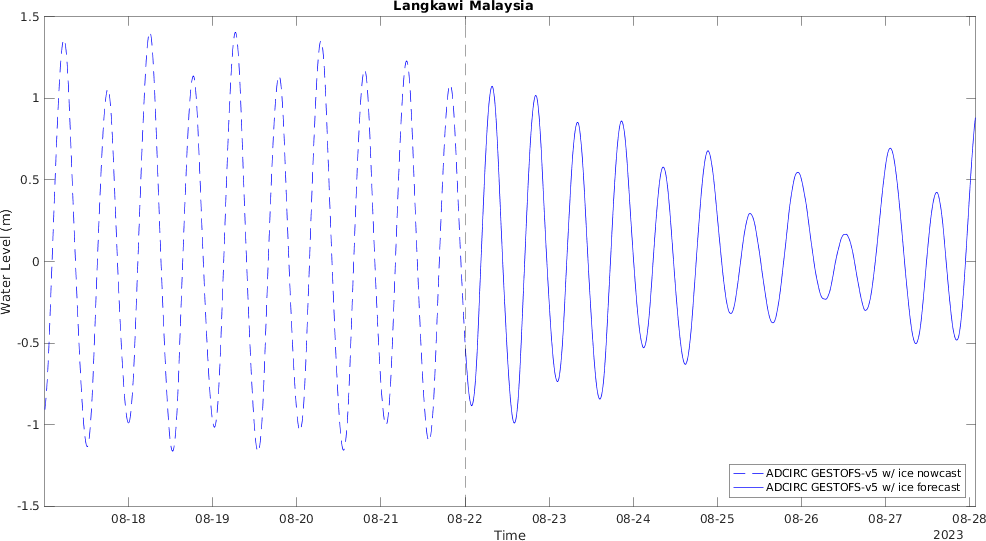 Langkawi Malaysia
Water Level (m)
1.5
1
0.5
0
-0.5
-1
-1.5
ADCIRC GESTOFS-v5 w/ ice nowcast
ADCIRC GESTOFS-v5 w/ ice forecast
08-18 08-19 08-20 08-21 08-22 08-23 08-24 08-25 08-26 08-27 08-28
Time
2023